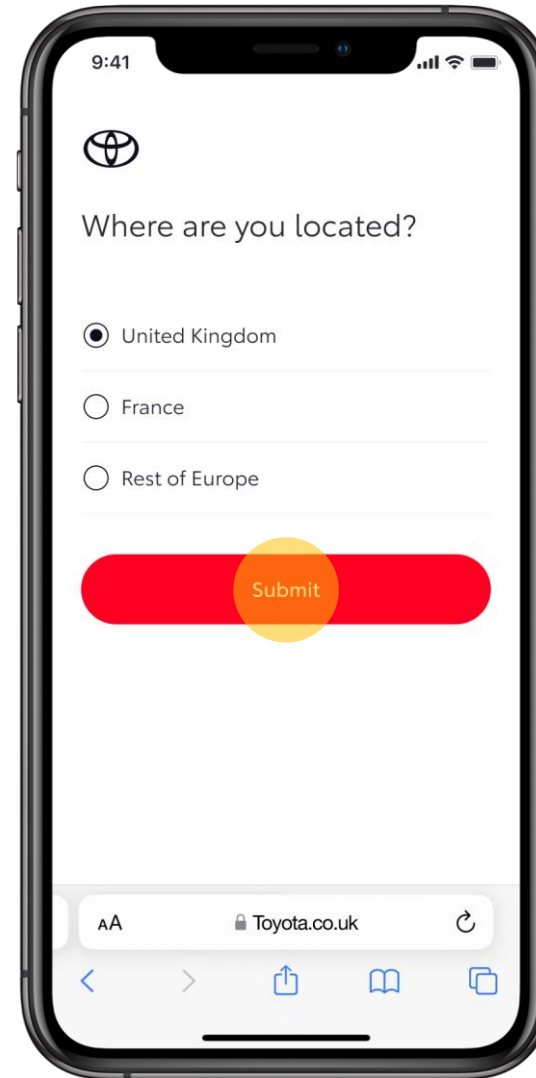 9:41
Where are you located?
United Kingdom
France
Rest of Europe
Submit
AA
Toyota.co.uk